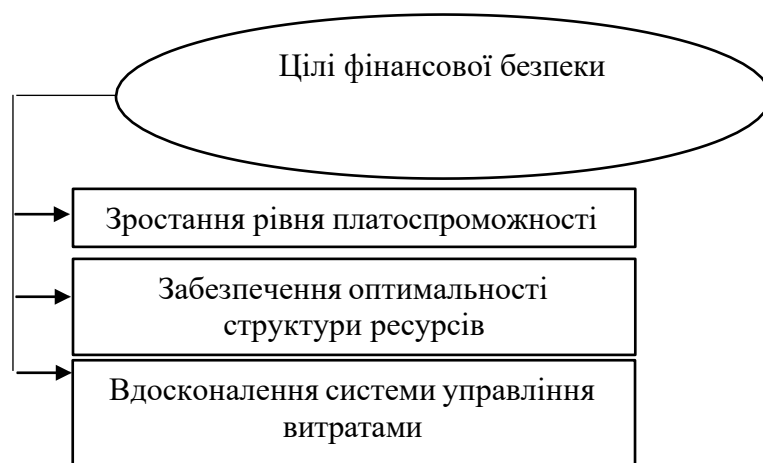 Цілі фінансової безпеки
Зростання рівня платоспроможності
Забезпечення оптимальності
структури ресурсів
Вдосконалення системи управління
витратами